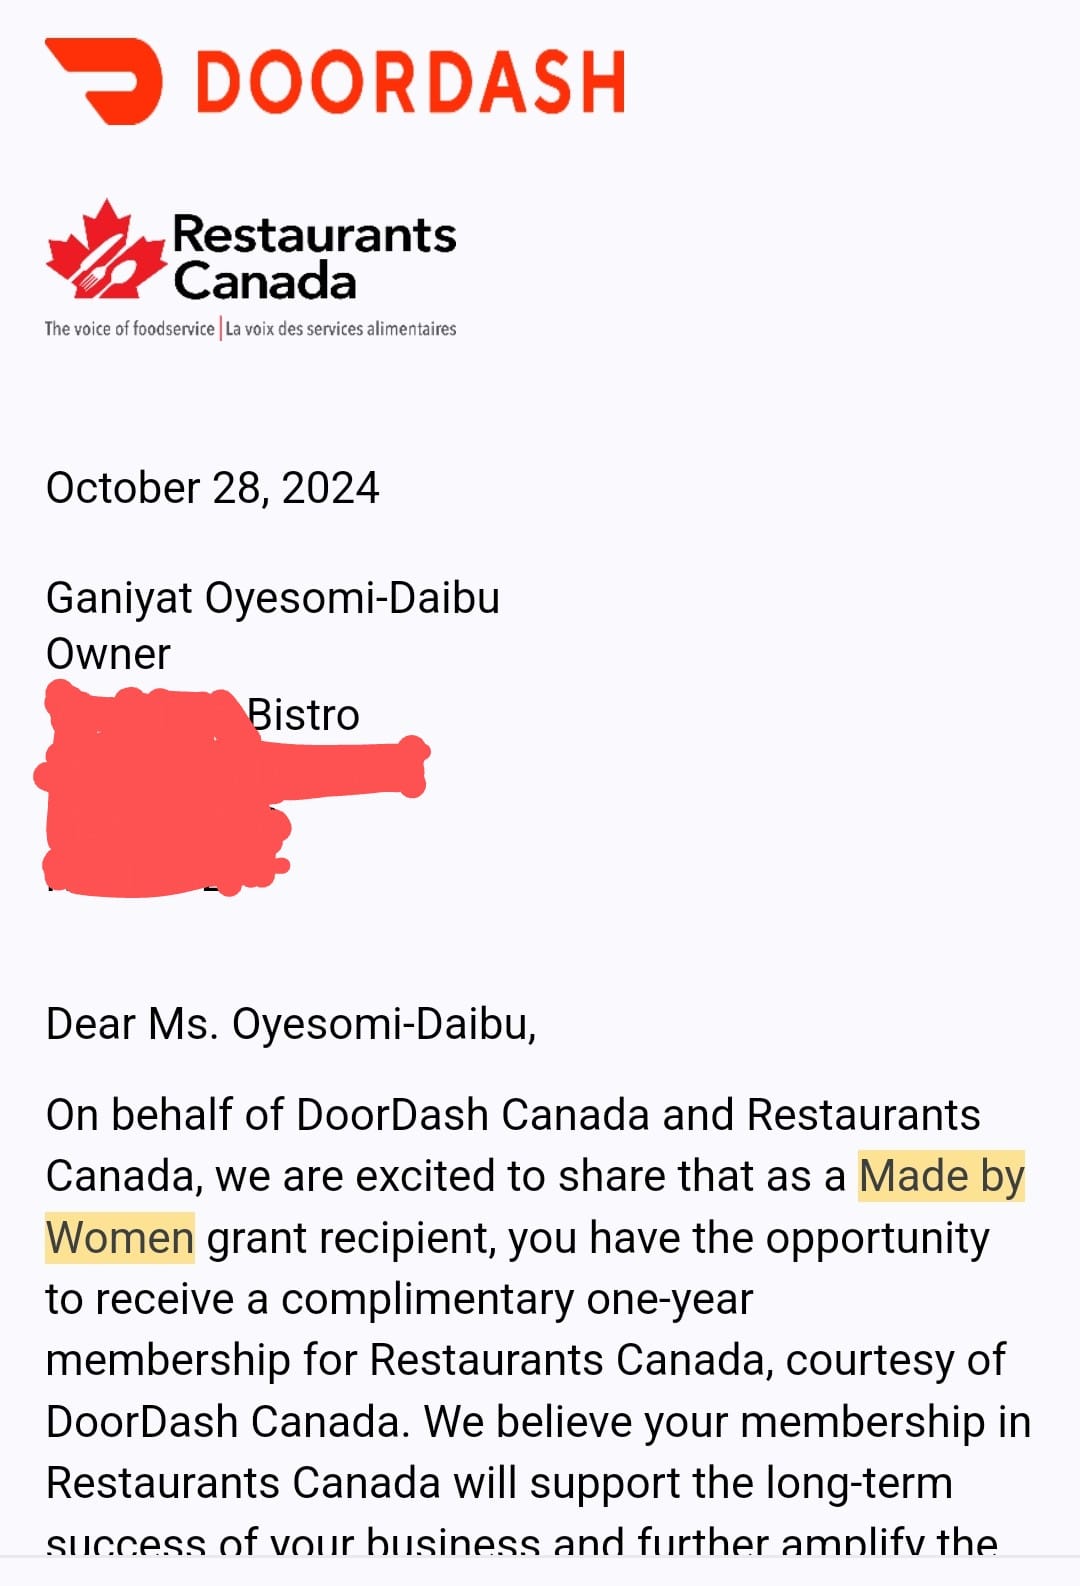 DOORDASH
Restaurants
Canada
The voice of foodservice | La voix des services alimentaires
October 28, 2024
Ganiyat Oyesomi-Daibu
Owner
Bistro
Dear Ms. Oyesomi-Daibu,
On behalf of DoorDash Canada and Restaurants
Canada, we are excited to share that as a Made by
Women grant recipient, you have the opportunity
to receive a complimentary one-year
membership for Restaurants Canada, courtesy of
DoorDash Canada. We believe your membership in
Restaurants Canada will support the long-term
success of your business and further amplify the